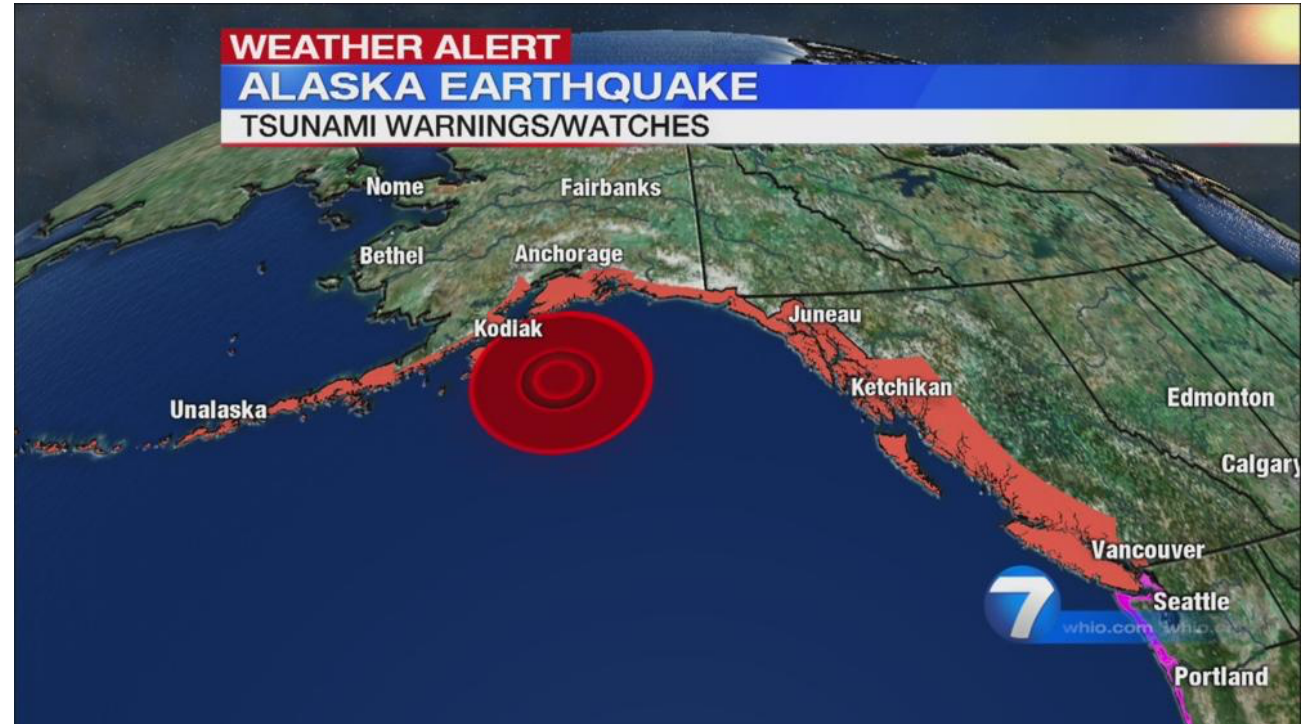 WEATHER ALERT
ALASKA EARTHQUAKE
TSUNAMI WARNINGS/WATCHES
Nome
Fairbanks
Bethel
Anchorage
Kodiak
Juneau
Ketchikan
Unalaska
Edmonton
Calgary
Vancouver
7
Seattle
whio.com
Portland